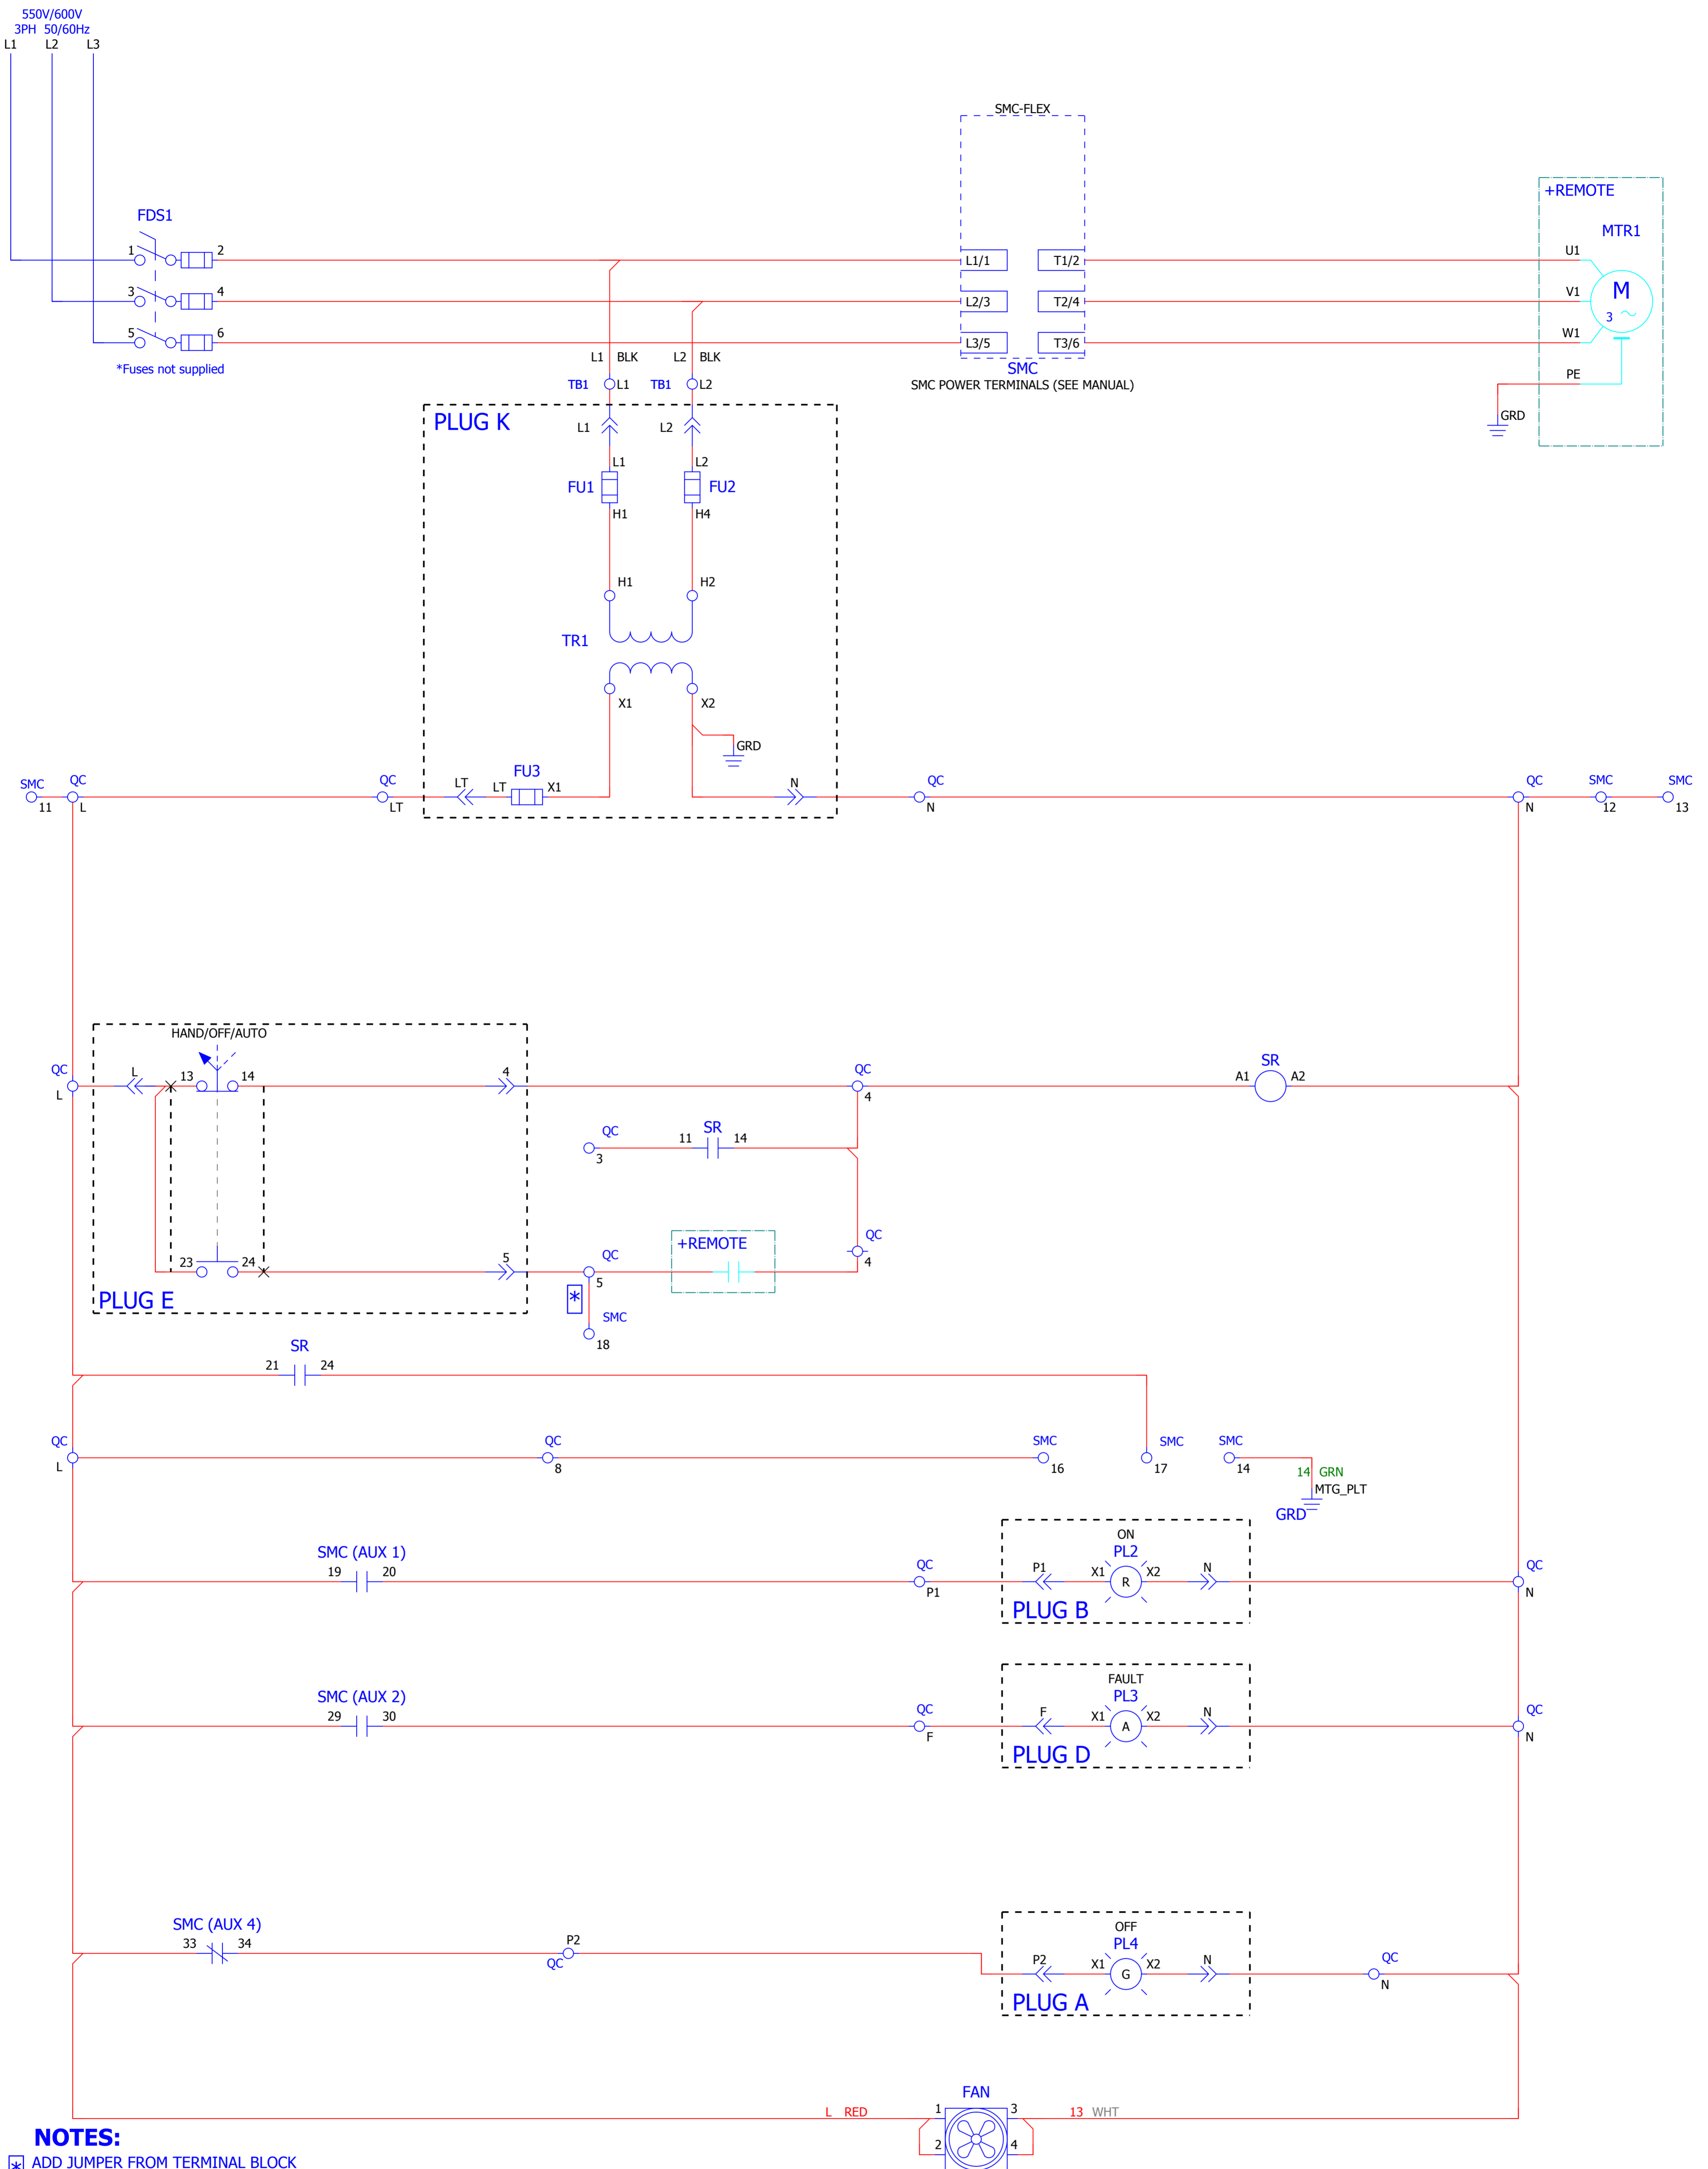 550V/600V
3PH 50/60Hz
L1 L2 L3
SMC-FLEX
+REMOTE
FDS1
MTR1
1 2 L1/1 T1/2 U1
3 4 L2/3 T2/4 V1 M
3
5 6 L3/5 T3/6 W1
*Fuses not supplied
L1 BLK L2 BLK
SMC
SMC POWER TERMINALS (SEE MANUAL)
PE
TB1 L1 TB1 L2
GRD
PLUG K
L1 L2
L1 L2
FU1 FU2
H1 H4
H1 H2
TR1
X1 X2
GRD
SMC QC QC LT LT FU3 X1 N QC QC SMC SMC
11 L LT N N 12 13
HAND/OFF/AUTO
QC L 13 14 4 QC A1 SR A2
L 4
QC 11 SR 14
3
+REMOTE QC
23 24 5 QC 4
5
PLUG E
*
SMC
18
SR
21 24
QC QC SMC SMC SMC
L 8 16 17 14
14 GRN
MTG_PLT
GRD
SMC (AUX 1)
19 20
ON
PL2
QC P1 X1 R X2 N QC
P1 N
PLUG B
SMC (AUX 2)
29 30
FAULT
PL3
QC F X1 A X2 N QC
F N
PLUG D
SMC (AUX 4)
33 34
P2
QC
OFF
PL4
P2 X1 G X2 N QC
N
PLUG A
FAN
L RED 1 3 13 WHT
2 4
NOTES:
* ADD JUMPER FROM TERMINAL BLOCK